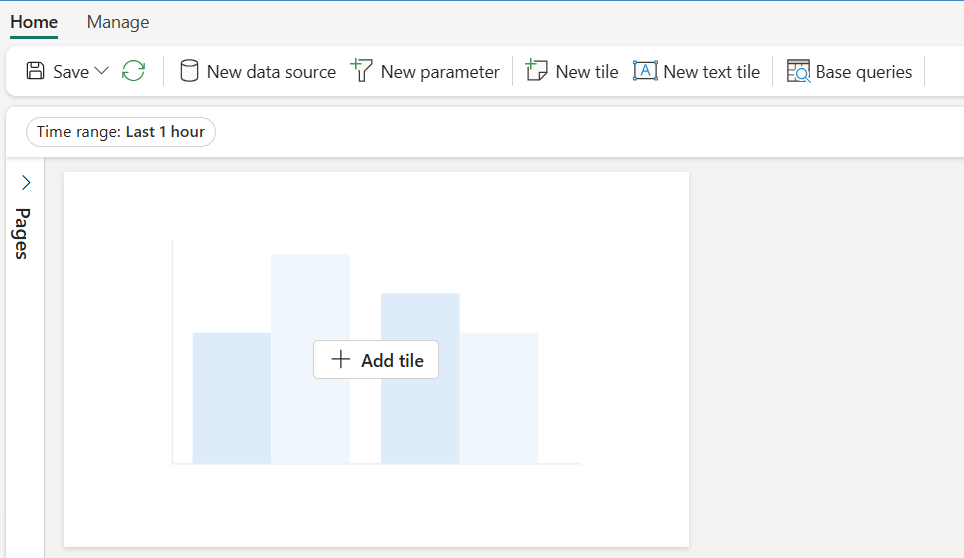 Home Manage
Save New data source New parameter New tile A New text tile Base queries
Time range: Last 1 hour
Pages
Add tile